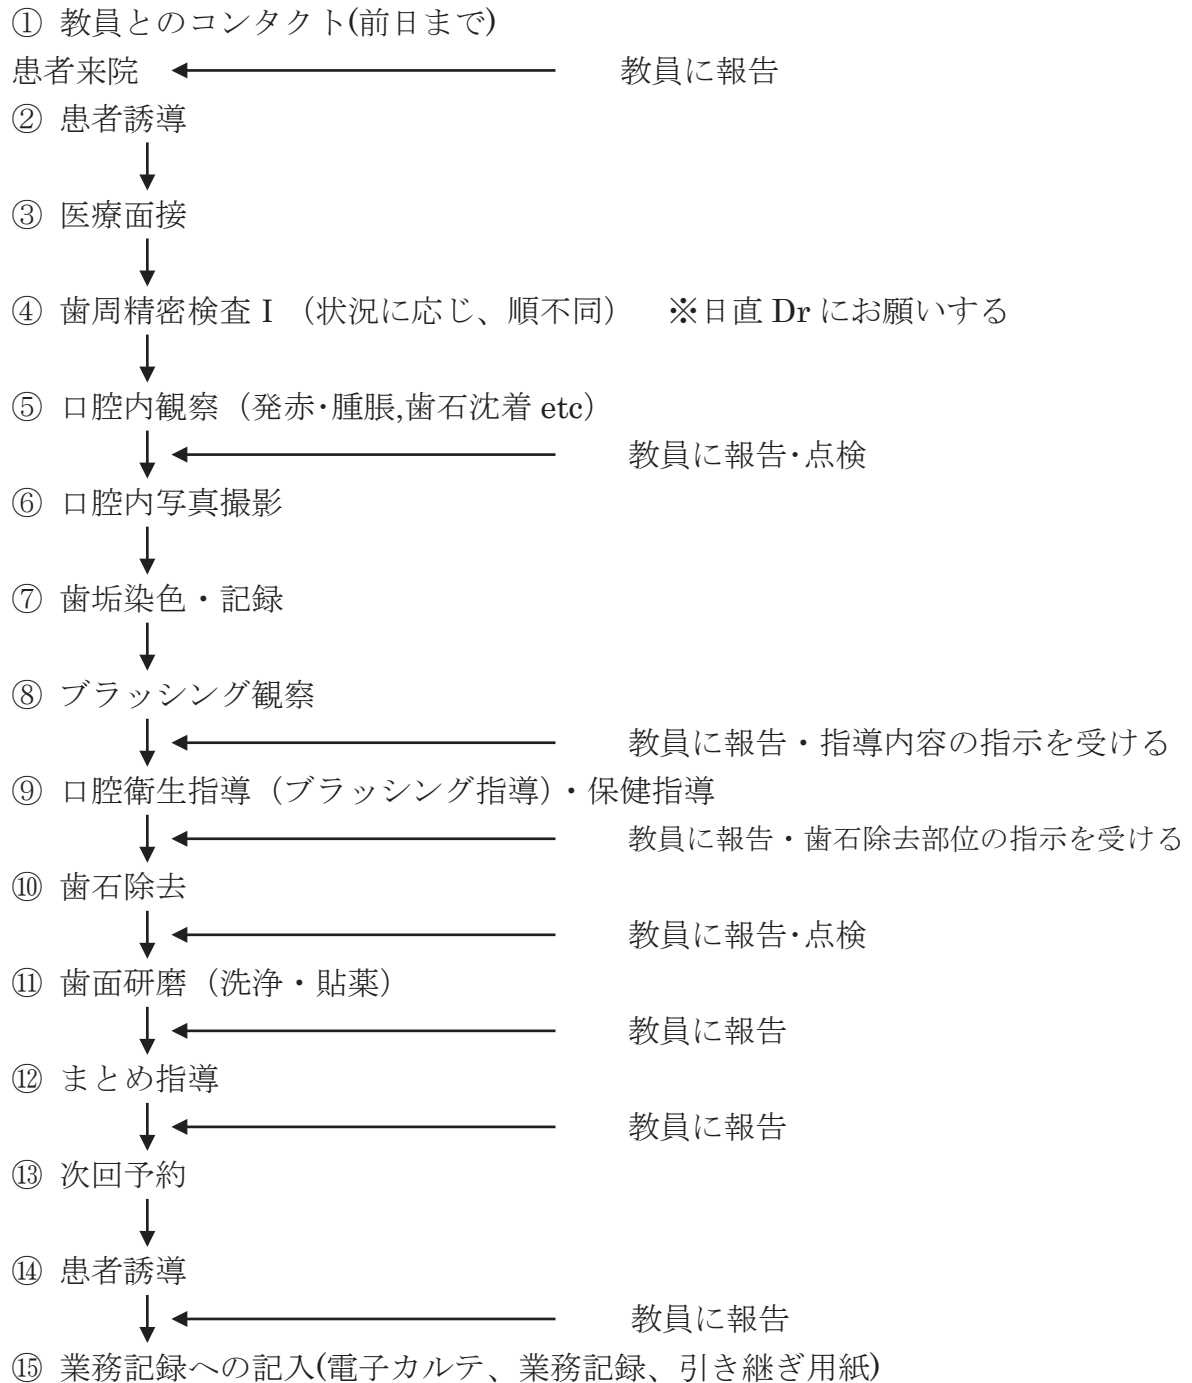 ① 教員とのコンタクト(前日まで)
患者来院 教員に報告
② 患者誘導
③ 医療面接
④ 歯周精密検査Ⅰ (状況に応じ、順不同) ※日直 Dr にお願いする
⑤ 口腔内観察(発赤･腫脹,歯石沈着 etc)
教員に報告･点検
⑥ 口腔内写真撮影
⑦ 歯垢染色・記録
⑧ ブラッシング観察
教員に報告・指導内容の指示を受ける
⑨ 口腔衛生指導(ブラッシング指導)・保健指導
教員に報告・歯石除去部位の指示を受ける
⑩ 歯石除去
教員に報告･点検
⑪ 歯面研磨(洗浄・貼薬)
教員に報告
⑫ まとめ指導
教員に報告
⑬ 次回予約
⑭ 患者誘導
教員に報告
⑮ 業務記録への記入(電子カルテ、業務記録、引き継ぎ用紙)